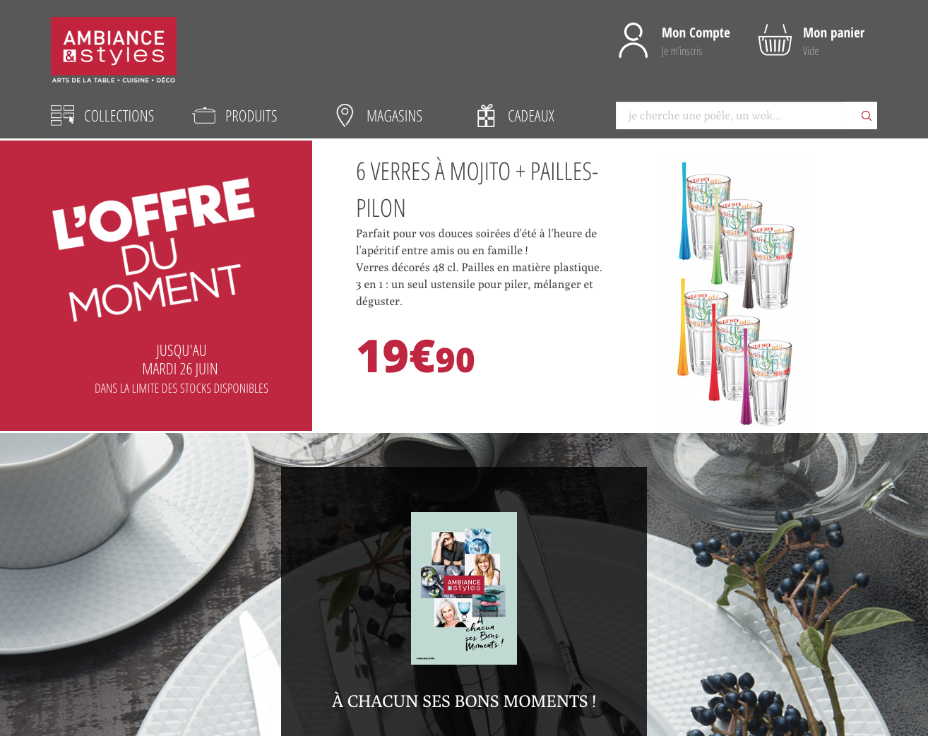 AMBIANCE
&styles
ARTS DE LA TABLE • CUISINE • DÉCO
Mon Compte
Je m'inscris
Mon panier
Vide
COLLECTIONS
PRODUITS
MAGASINS
CADEAUX
je cherche une poêle, un wok...
L'OFFRE
DU
MOMENT
JUSQU'AU
MARDI 26 JUIN
DANS LA LIMITE DES STOCKS DISPONIBLES
6 VERRES À MOJITO + PAILLES-
PILON
Parfait pour vos douces soirées d'été à l'heure de
l'apéritif entre amis ou en famille !
Verres décorés 48 cl. Pailles en matière plastique.
3 en 1 : un seul ustensile pour piler, mélanger et
déguster.
19€90
AMBIANCE
&styles
À
chacun
ses Bons
Moments !
À CHACUN SES BONS MOMENTS !